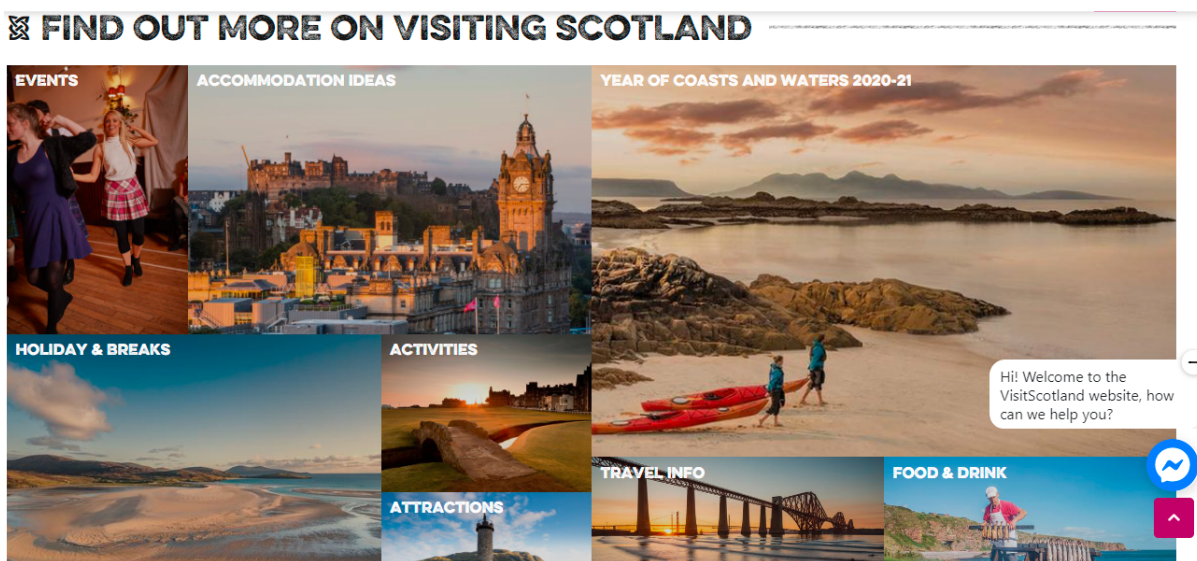 FIND OUT MORE ON VISITING SCOTLAND
EVENTS
ACCOMMODATION IDEAS
YEAR OF COASTS AND WATERS 2020-21
HOLIDAY & BREAKS
ACTIVITIES
Hi! Welcome to the
VisitScotland website, how
can we help you?
TRAVEL INFO
FOOD & DRINK
ATTRACTIONS